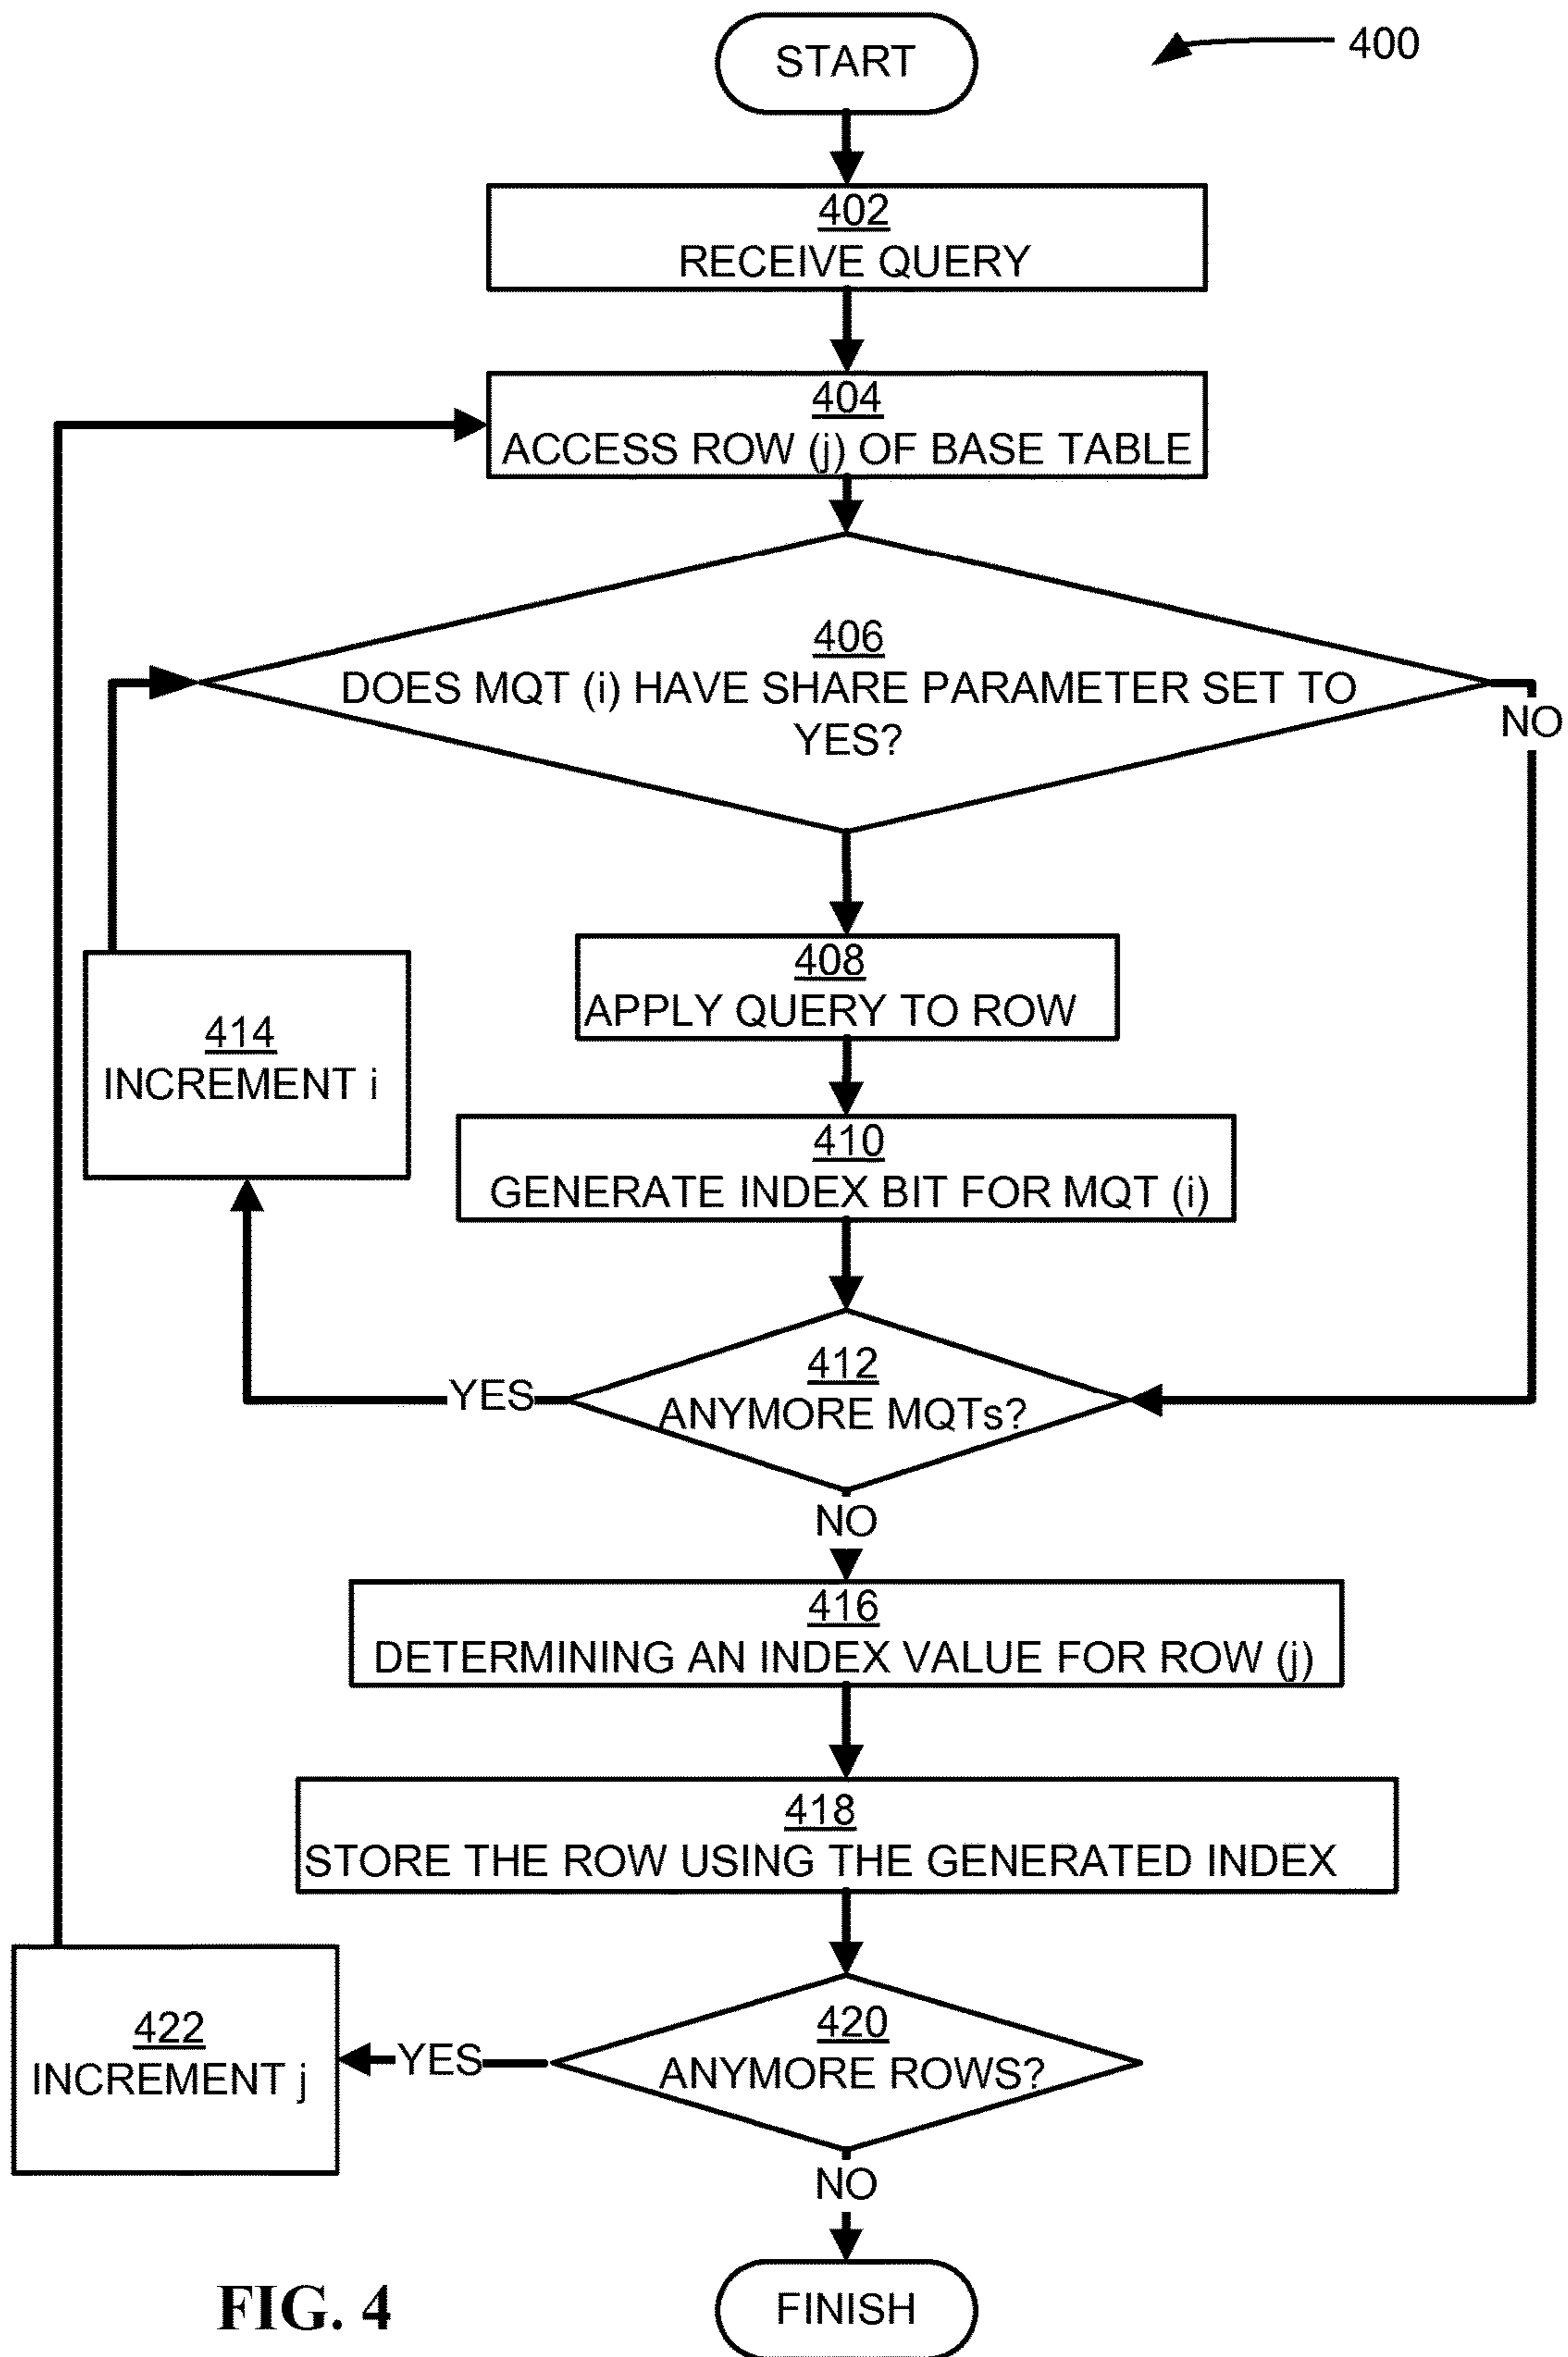 START
400
402
RECEIVE QUERY
404
ACCESS ROW (j) OF BASE TABLE
406
DOES MQT (i) HAVE SHARE PARAMETER SET TO
YES?
NO
408
APPLY QUERY TO ROW
414
INCREMENT i
410
GENERATE INDEX BIT FOR MQT (i)
412
ANYMORE MQTs?
YES
NO
416
DETERMINING AN INDEX VALUE FOR ROW (j)
418
STORE THE ROW USING THE GENERATED INDEX
420
ANYMORE ROWS?
YES
422
INCREMENT j
NO
FINISH
FIG. 4